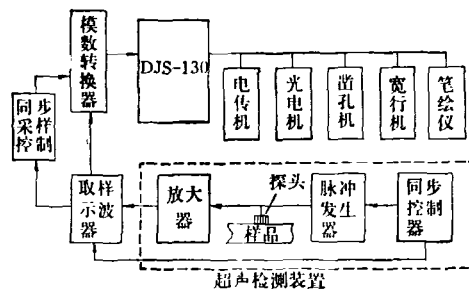 模数
转换
器
DJS-130
电传机
光电机
凿孔机
宽行机
笔绘仪
同步
采样
控制
取样
示波
器
放大
器
探头
样品
脉冲
发生
器
同步
控制
器
超声检测装置